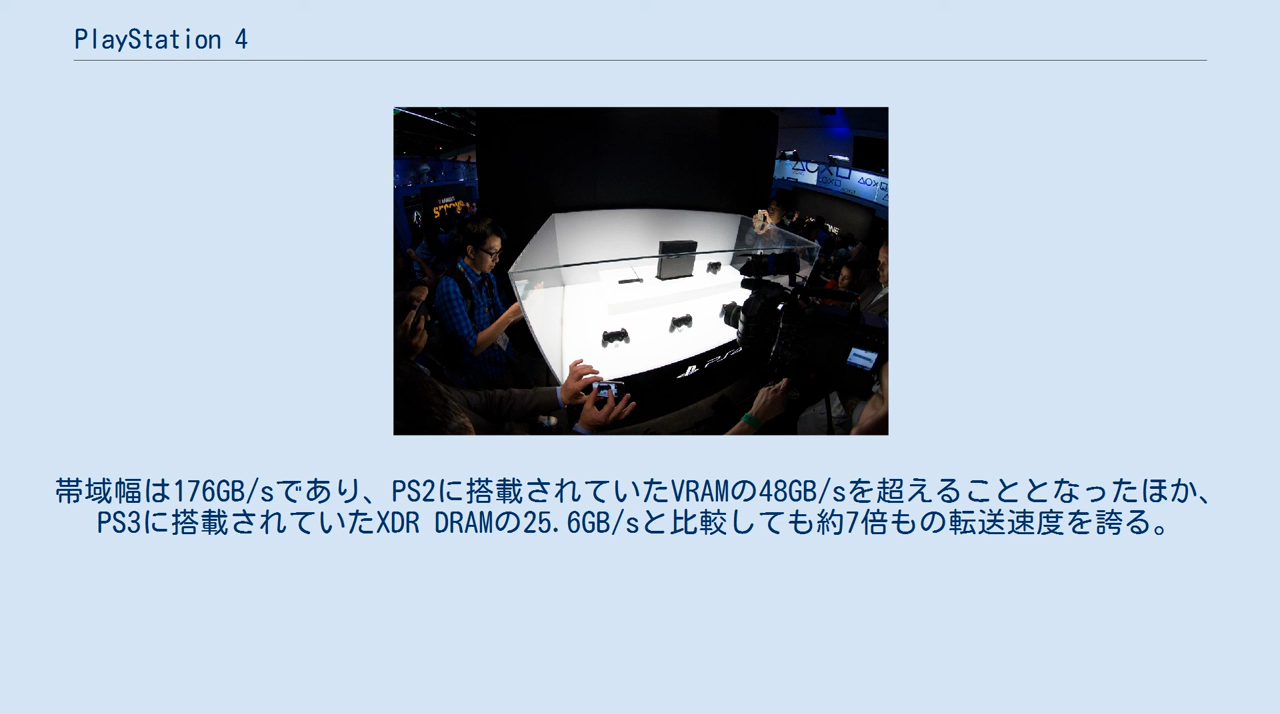 PlayStation 4
PS4
帯域幅は176GB/sであり、PS2に搭載されていたVRAMの48GB/sを超えることとなったほか、
PS3に搭載されていたXDR DRAMの25.6GB/sと比較しても約7倍もの転送速度を誇る。